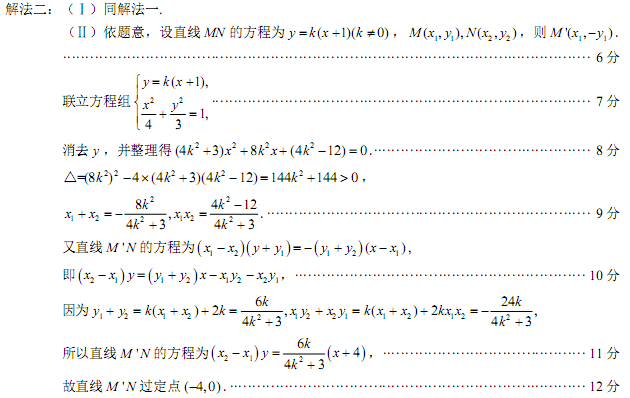 解法二：（Ⅰ）同解法一.
（Ⅱ）依题意，设直线 MN 的方程为 y=k(x+1)(k≠0)， M(x₁,y₁),N(x₂,y₂)，则 M'(x₁,−y₁).
……………………………………………………………………………… 6 分
联立方程组 { y=k(x+1), x²/4 + y²/3 =1, ……………………………………………… 7 分
消去 y ，并整理得 (4k²+3)x²+8k²x+(4k²−12)=0.…………………………… 8 分
△=(8k²)²−4×(4k²+3)(4k²−12)=144k²+144>0，
x₁+x₂=−8k²/(4k²+3), x₁x₂=(4k²−12)/(4k²+3). ……………………………………… 9 分
又直线 M'N 的方程为 (x₁−x₂)(y+y₁)=−(y₁+y₂)(x−x₁),
即 (x₂−x₁)y=(y₁+y₂)x−x₁y₂−x₂y₁，…………………………………… 10 分
因为 y₁+y₂=k(x₁+x₂)+2k=6k/(4k²+3), x₁y₂+x₂y₁=k(x₁+x₂)+2kx₁x₂=−24k/(4k²+3),
所以直线 M'N 的方程为 (x₂−x₁)y=6k/(4k²+3)(x+4)，………………………… 11 分
故直线 M'N 过定点 (−4,0). ……………………………………………… 12 分